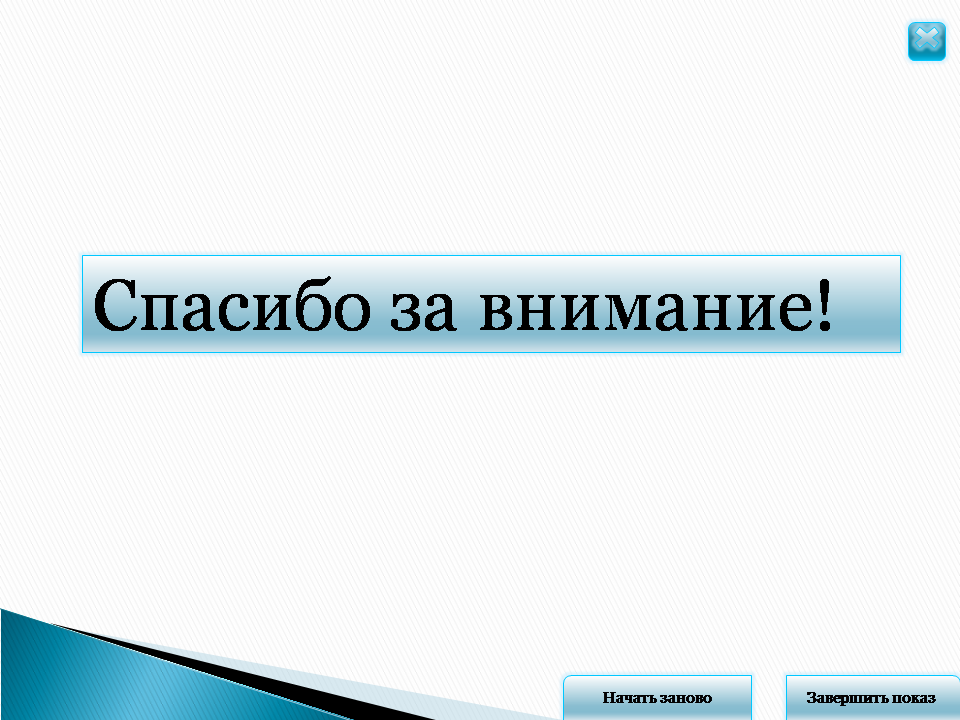 Спасибо за внимание!
Начать заново
Завершить показ